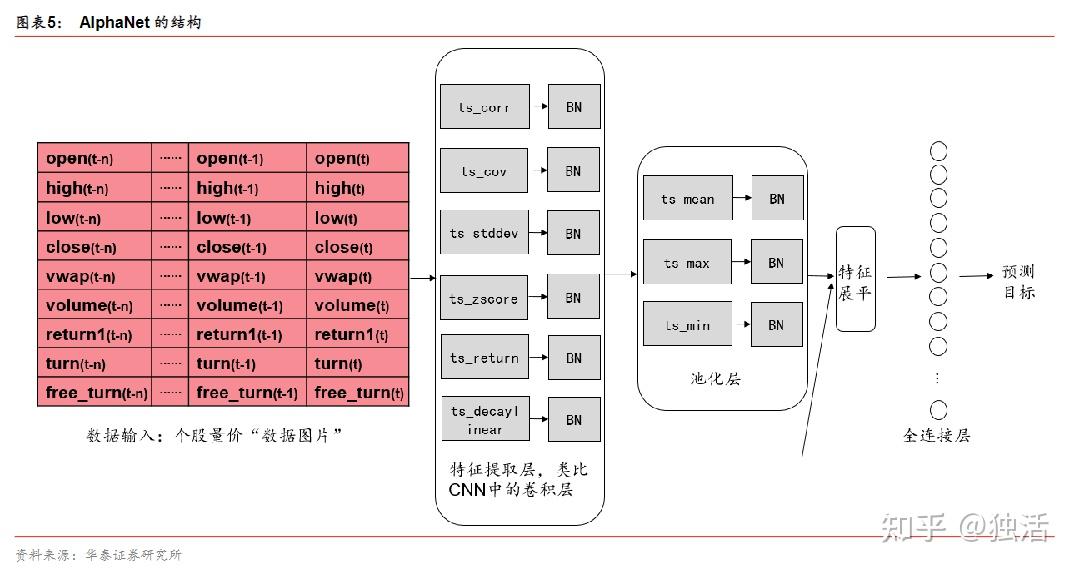 图表5： AlphaNet 的结构
open(t-n) ...... open(t-1) open(t)
high(t-n) ...... high(t-1) high(t)
low(t-n) ...... low(t-1) low(t)
close(t-n) ...... close(t-1) close(t)
vwap(t-n) ...... vwap(t-1) vwap(t)
volume(t-n) ...... volume(t-1) volume(t)
return1(t-n) ...... return1(t-1) return1(t)
turn(t-n) ...... turn(t-1) turn(t)
free_turn(t-n) ...... free_turn(t-1) free_turn(t)
数据输入：个股量价“数据图片”
ts_corr BN
ts_cov BN
ts_stddev BN
ts_zscore BN
ts_return BN
ts_decayl
inear
BN
特征提取层，类比
CNN中的卷积层
ts_mean BN
ts_max BN
ts_min BN
池化层
特征
展平
⋮
全连接层
预测
目标
知乎 @独活
资料来源：华泰证券研究所